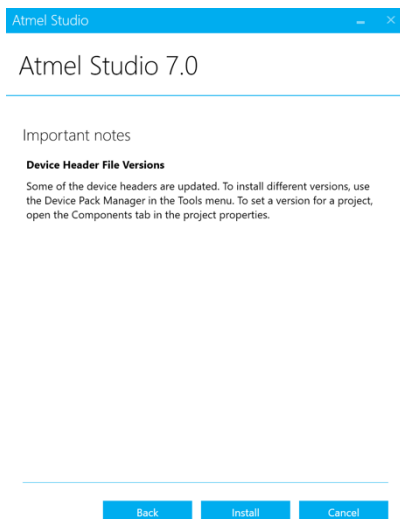 Atmel Studio
Atmel Studio 7.0
Important notes
Device Header File Versions
Some of the device headers are updated. To install different versions, use
the Device Pack Manager in the Tools menu. To set a version for a project,
open the Components tab in the project properties.
Back Install Cancel